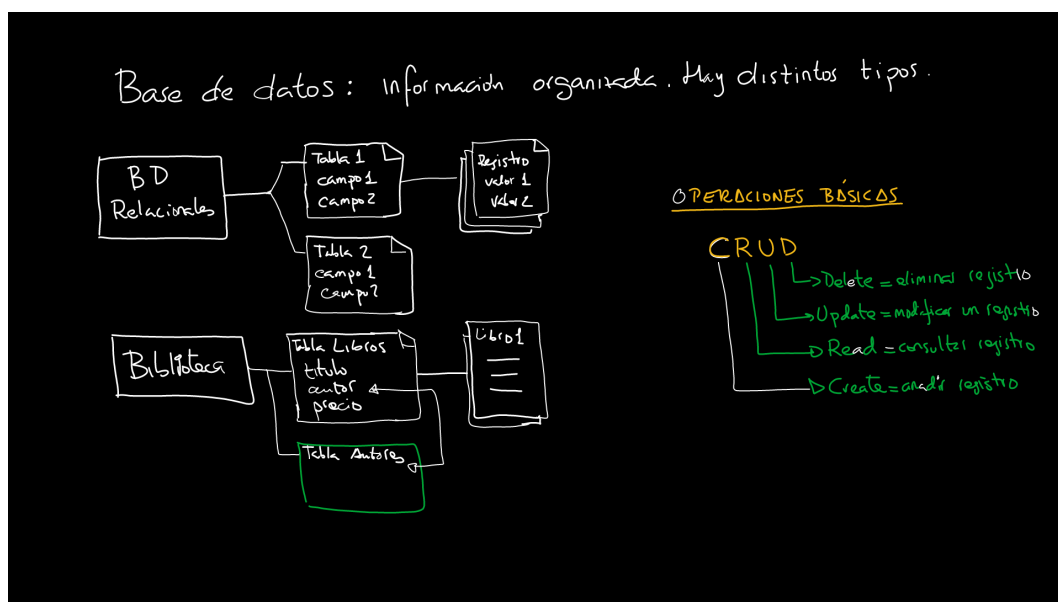 Base de datos: información organizada. Hay distintos tipos.
BD
Relacionales
Tabla 1
campo 1
campo 2
Registro
valor 1
valor 2
Tabla 2
campo 1
campo 2
Biblioteca
Tabla Libros
titulo
autor
precio
Libro 1
Tabla Autores
OPERACIONES BÁSICAS
CRUD
Delete = eliminar registro
Update = modificar un registro
Read = consultar registro
Create = añadir registro